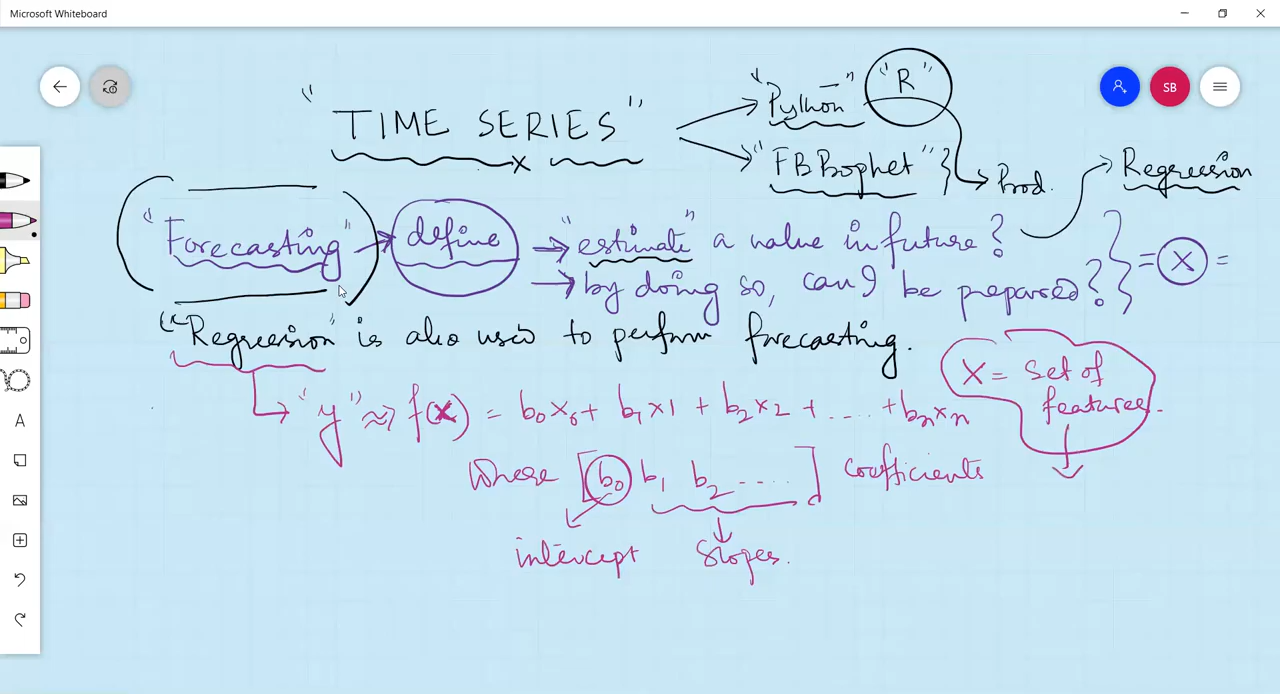 Microsoft Whiteboard
SB
"TIME SERIES"
"Python" "R"
"FB Prophet" } Prod.
Regression
"Forecasting" → define → "estimate" a value in future?
→ by doing so, can I be prepared? } = X =
"Regression" is also used to perform forecasting.
X = set of
features.
"y" ≈> f(x) = b0x0 + b1x1 + b2x2 + .... + bnxn
where [b0 b1 b2 ....] coefficients
intercept slopes.
A